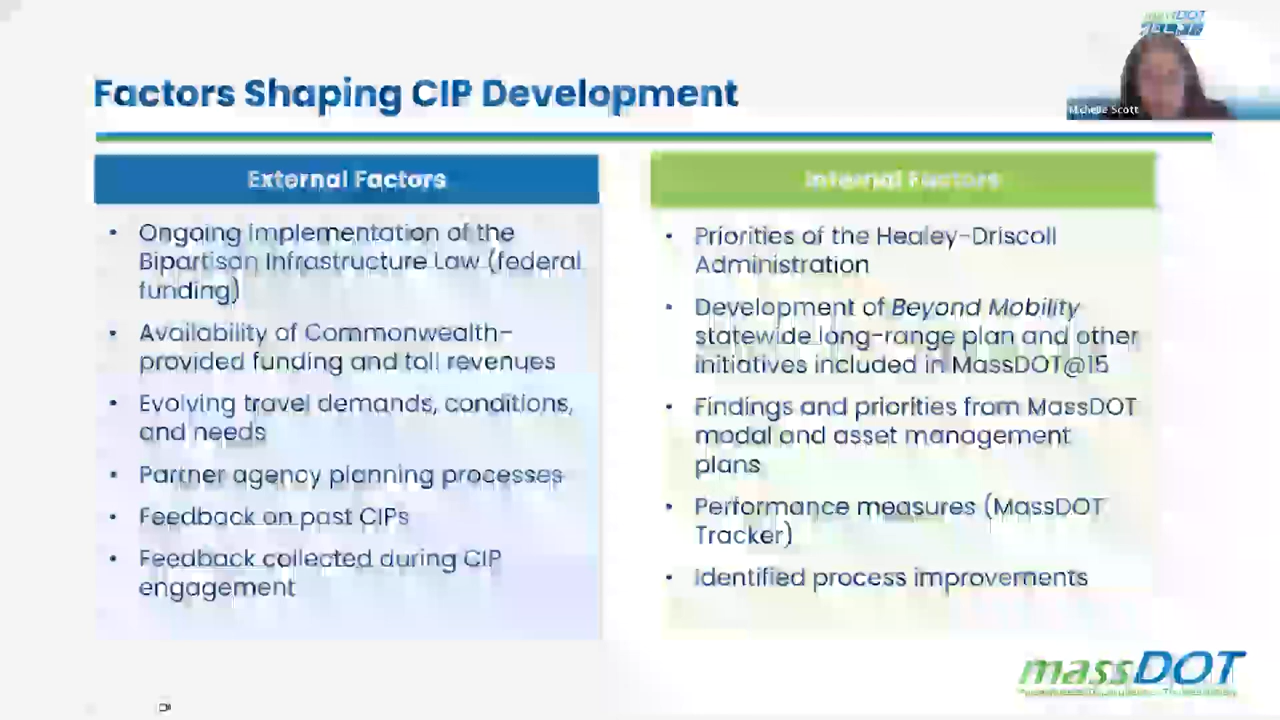 massDOT
Michelle Scott
Factors Shaping CIP Development
External Factors
• Ongoing implementation of the
Bipartisan Infrastructure Law (federal
funding)
• Availability of Commonwealth-
provided funding and toll revenues
• Evolving travel demands, conditions,
and needs
• Partner agency planning processes
• Feedback on past CIPs
• Feedback collected during CIP
engagement
Internal Factors
• Priorities of the Healey-Driscoll
Administration
• Development of Beyond Mobility
statewide long-range plan and other
initiatives included in MassDOT@15
• Findings and priorities from MassDOT
modal and asset management
plans
• Performance measures (MassDOT
Tracker)
• Identified process improvements
massDOT